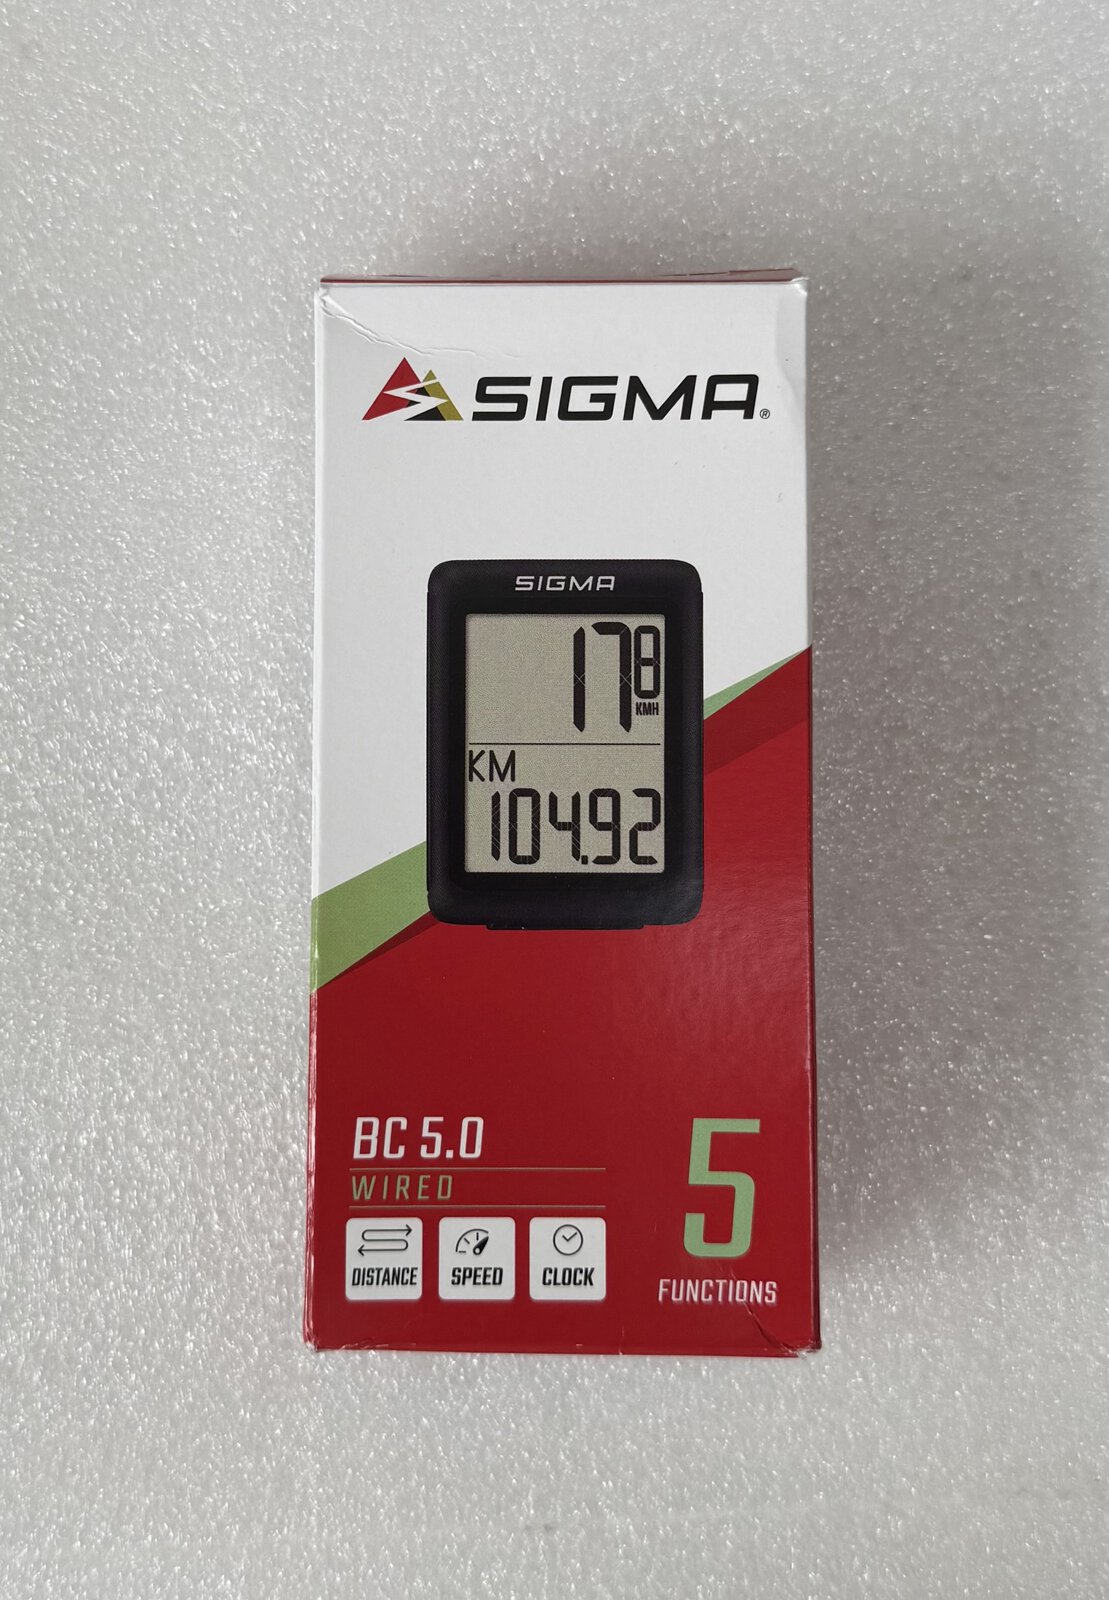 SIGMA®
SIGMA
178
KMH
KM
104.92
BC 5.0
WIRED
DISTANCE SPEED CLOCK
5
FUNCTIONS